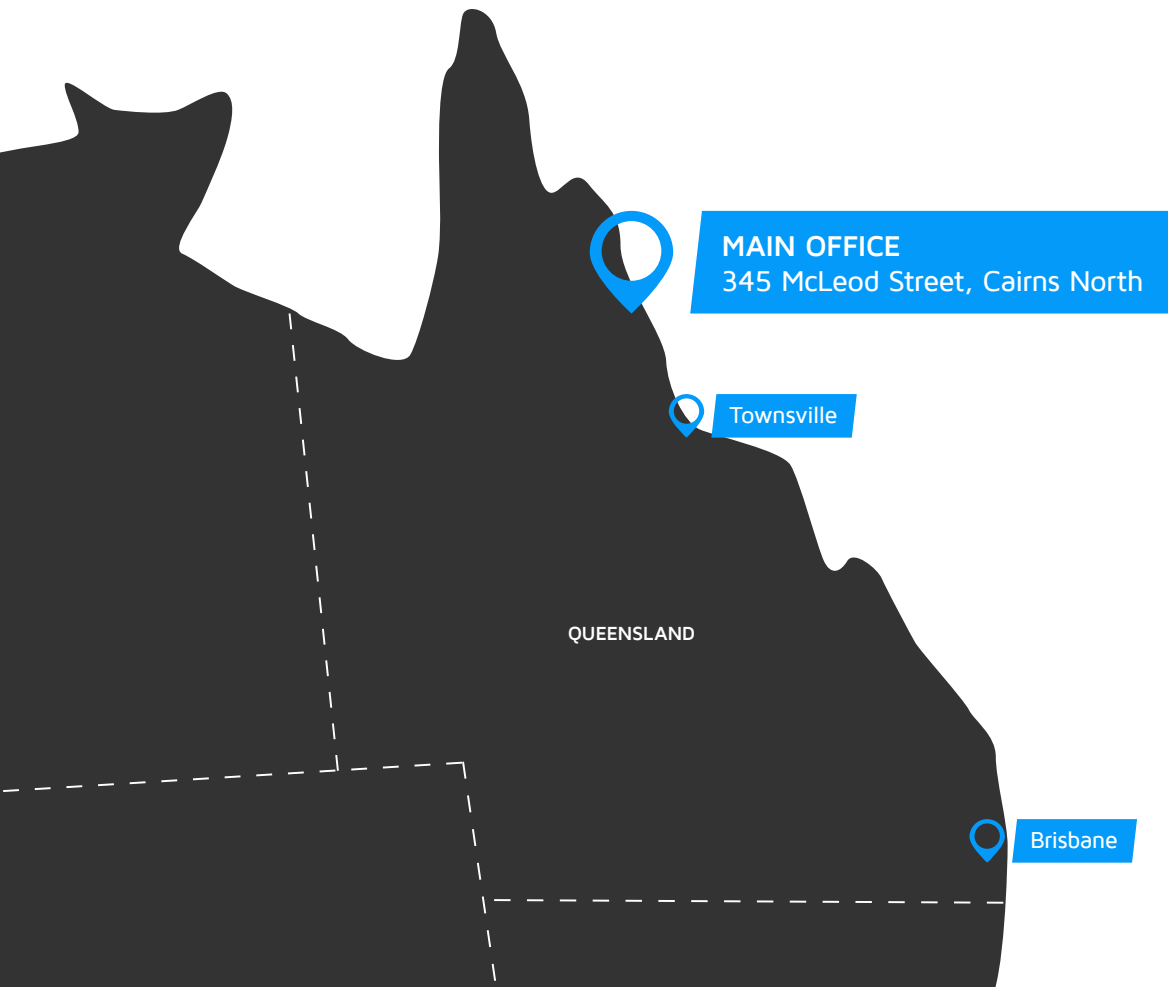 MAIN OFFICE
345 McLeod Street, Cairns North
Townsville
QUEENSLAND
Brisbane